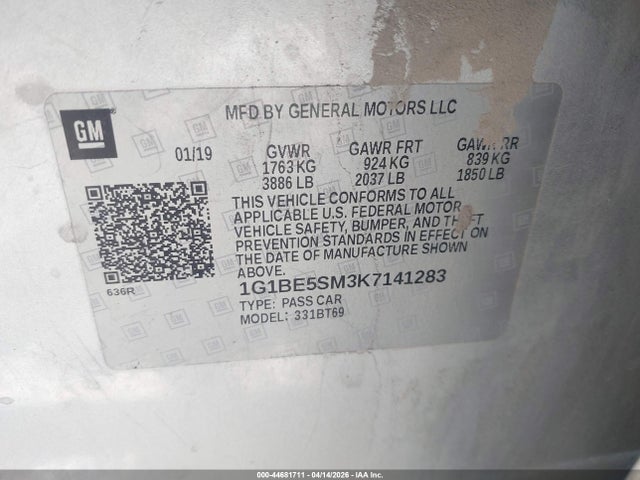 GM
MFD BY GENERAL MOTORS LLC
01/19 GVWR GAWR FRT GAWR RR
1763 KG 924 KG 839 KG
3886 LB 2037 LB 1850 LB
THIS VEHICLE CONFORMS TO ALL
APPLICABLE U.S. FEDERAL MOTOR
VEHICLE SAFETY, BUMPER, AND THEFT
PREVENTION STANDARDS IN EFFECT ON
THE DATE OF MANUFACTURE SHOWN
ABOVE.
636R
1G1BE5SM3K7141283
TYPE: PASS CAR
MODEL: 331BT69
000-44681711 - 04/14/2026 - IAA Inc.